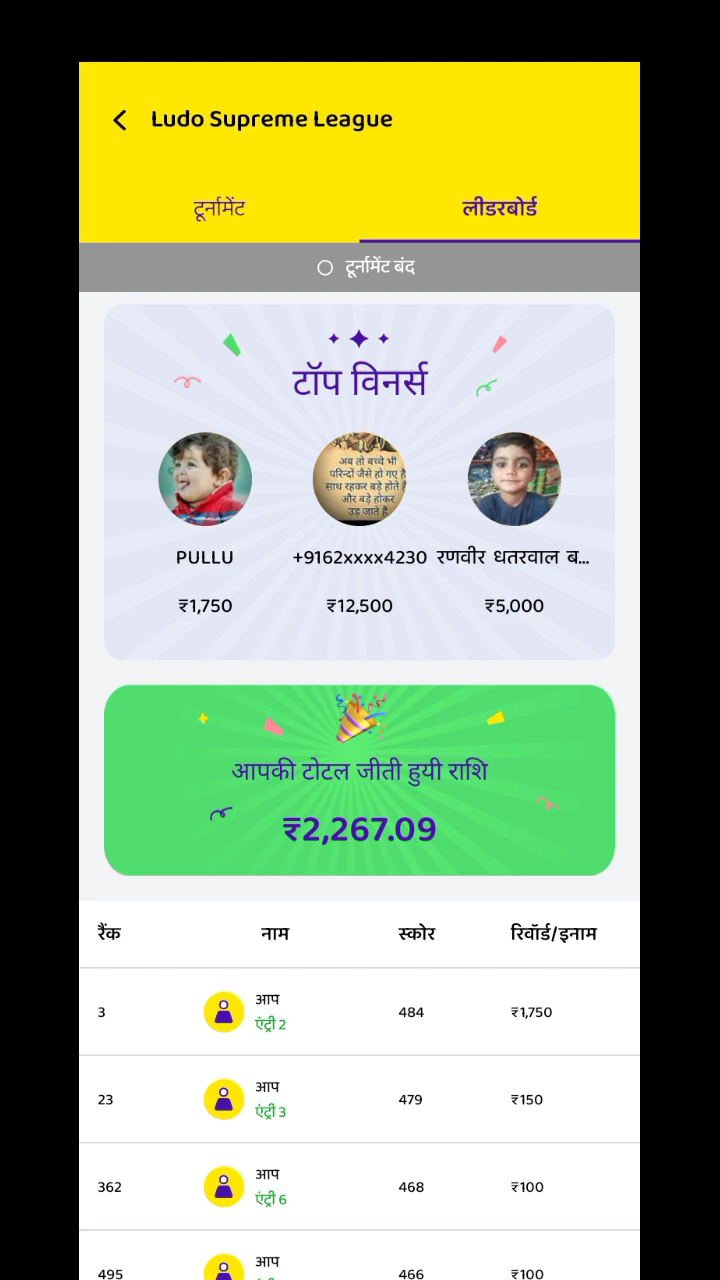 Ludo Supreme League
टूर्नामेंट
लीडरबोर्ड
टूर्नामेंट बंद
टॉप विनर्स
अब तो बच्चे भी
परिन्दों जैसे हो गए है
साथ रहकर बड़े होते है
और बड़े होकर
उड़ जाते हैं
PULLU
+9162xxxx4230
रणवीर धतरवाल ब...
₹1,750
₹12,500
₹5,000
आपकी टोटल जीती हुयी राशि
₹2,267.09
रैंक नाम स्कोर रिवॉर्ड/इनाम
3 आप 484 ₹1,750
एंट्री 2
23 आप 479 ₹150
एंट्री 3
362 आप 468 ₹100
एंट्री 6
495 आप 466 ₹100